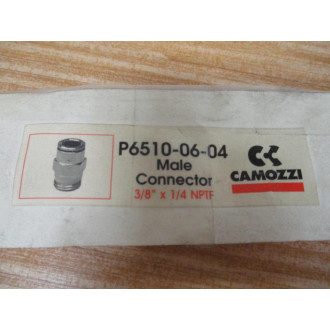 P6510-06-04
Male
Connector
3/8" x 1/4 NPTF
CAMOZZI